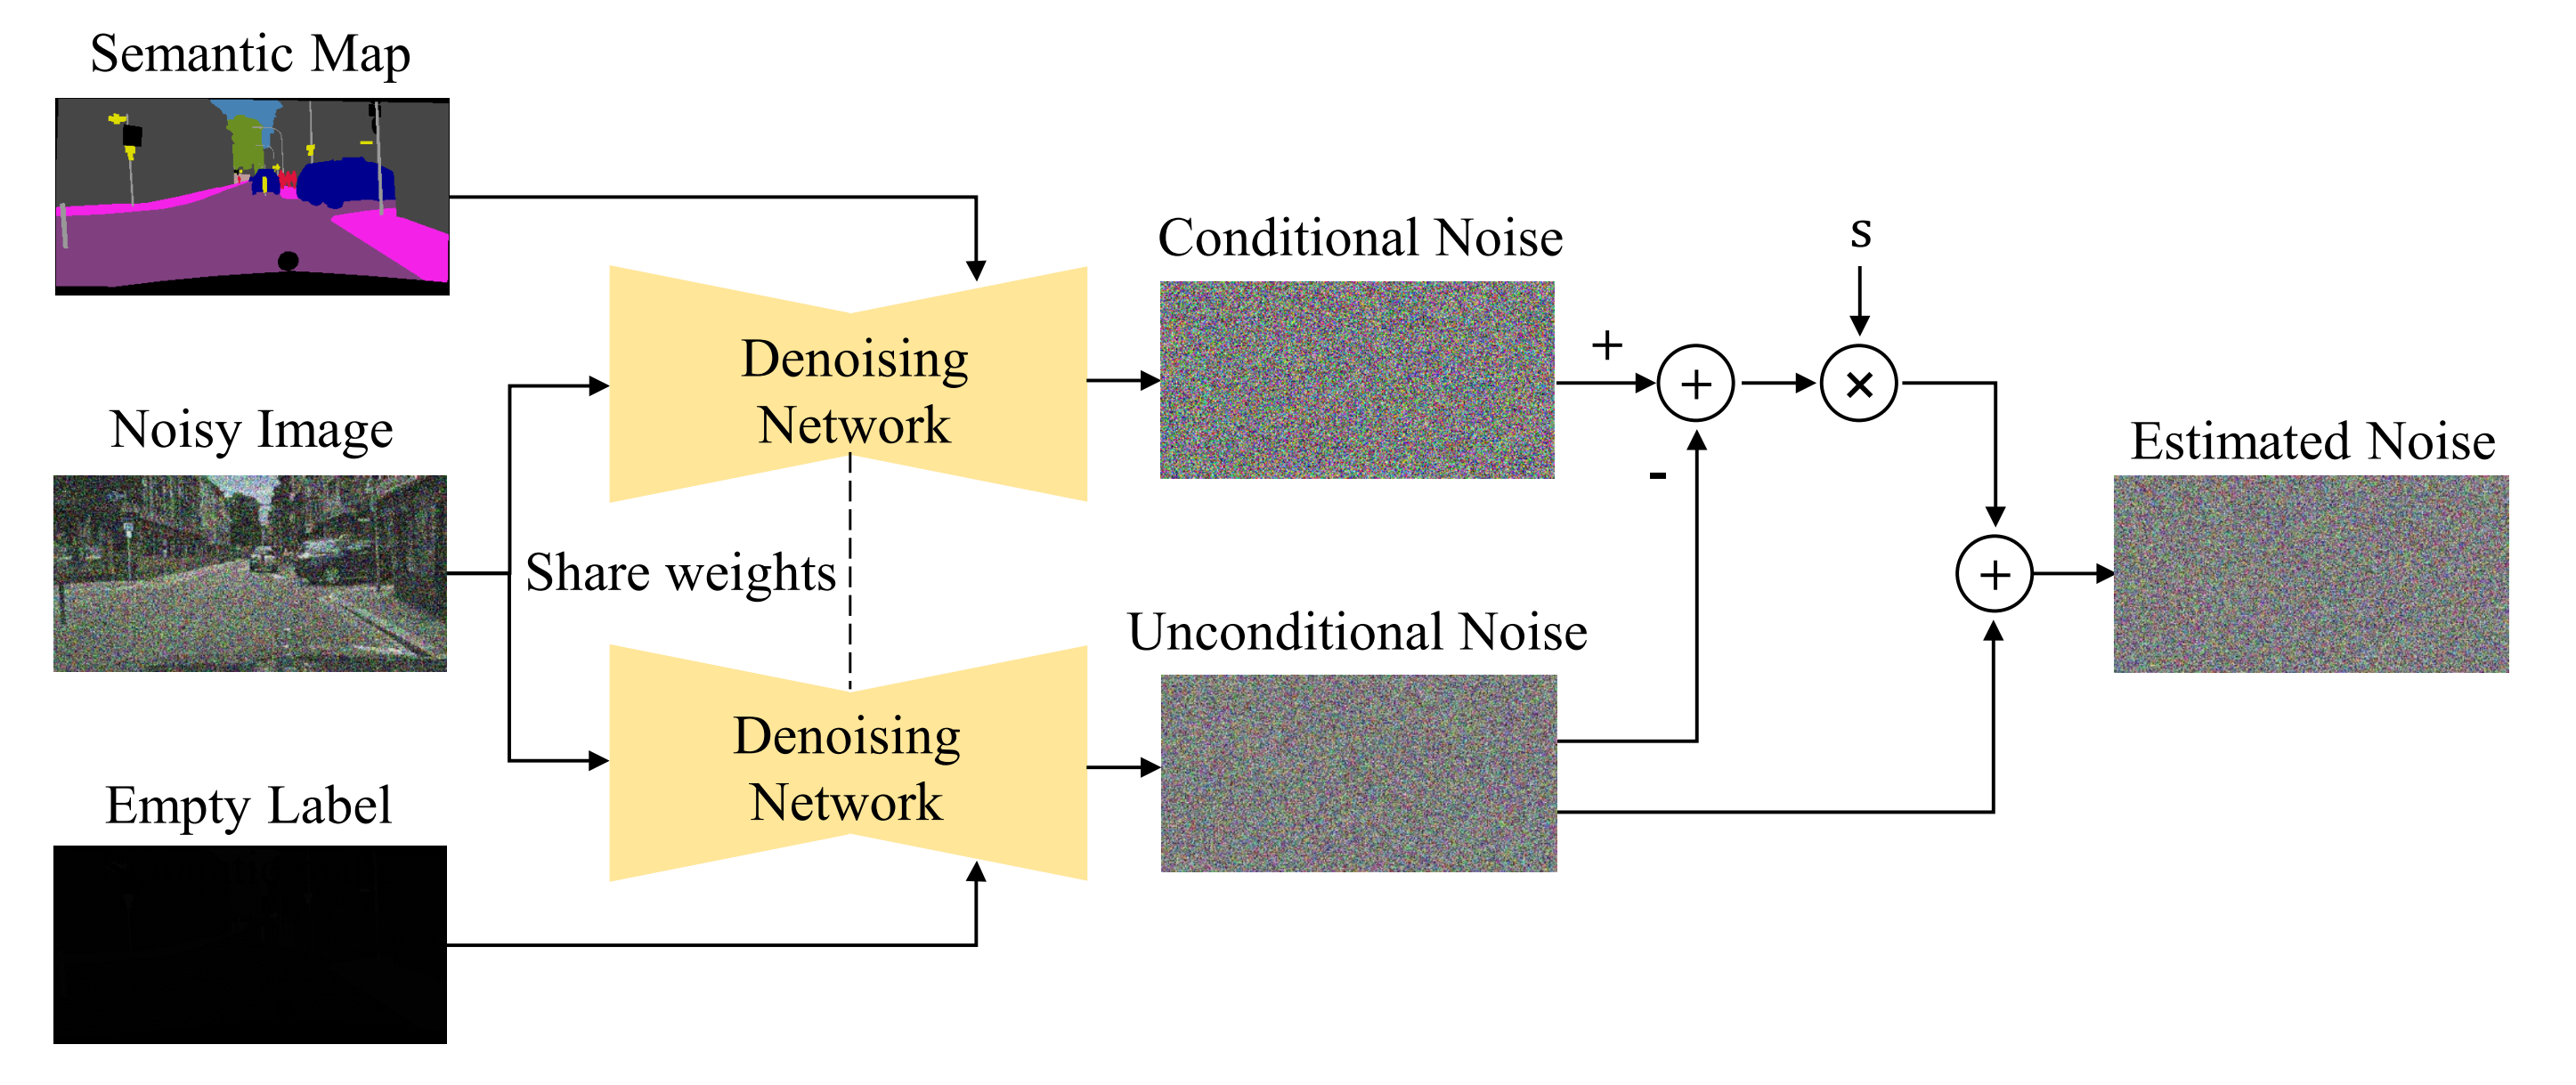 Semantic Map
Noisy Image
Empty Label
Denoising
Network
Share weights
Denoising
Network
Conditional Noise
Unconditional Noise
+
-
+
s
×
+
Estimated Noise